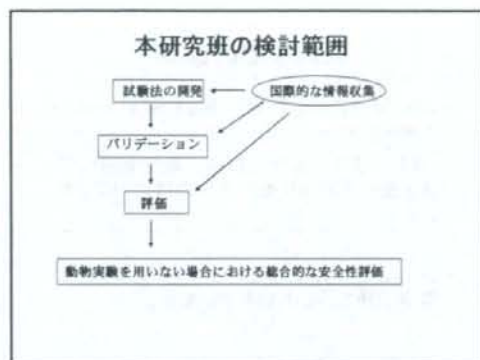 本研究班の検討範囲
試験法の開発
国際的な情報収集
バリデーション
評価
動物実験を用いない場合における総合的な安全性評価